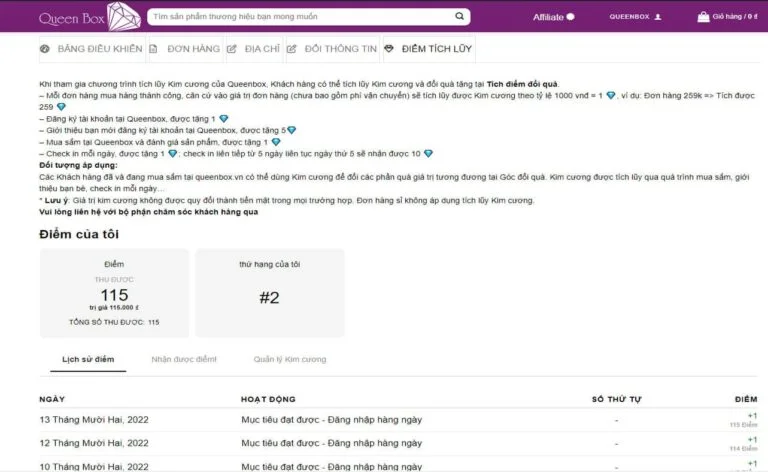 Queen Box
Tìm sản phẩm thương hiệu bạn mong muốn
Affiliate
QUEENBOX
Giỏ hàng / 0 ₫
BẢNG ĐIỀU KHIỂN
ĐƠN HÀNG
ĐỊA CHỈ
ĐỔI THÔNG TIN
ĐIỂM TÍCH LŨY
Khi tham gia chương trình tích lũy Kim cương của Queenbox, Khách hàng có thể tích lũy Kim cương và đổi quà tặng tại Tích điểm đổi quà.
– Mỗi đơn hàng mua hàng thành công, căn cứ vào giá trị đơn hàng (chưa bao gồm phí vận chuyển) sẽ tích lũy được Kim cương theo tỷ lệ 1000 vnđ = 1 💎, ví dụ: Đơn hàng 259k => Tích được
259 💎
– Đăng ký tài khoản tại Queenbox, được tặng 1 💎
– Giới thiệu bạn mới đăng ký tài khoản tại Queenbox, được tặng 5💎
– Mua sắm tại Queenbox và đánh giá sản phẩm, được tặng 1 💎
– Check in mỗi ngày, được tặng 1 💎; check in liên tiếp từ 5 ngày liên tục ngày thứ 5 sẽ nhận được 10 💎
Đối tượng áp dụng:
Các Khách hàng đã và đang mua sắm tại queenbox.vn có thể dùng Kim cương để đổi các phần quà giá trị tương đương tại Góc đổi quà. Kim cương được tích lũy qua quá trình mua sắm, giới
thiệu bạn bè, check in mỗi ngày…
* Lưu ý: Giá trị kim cương không được quy đổi thành tiền mặt trong mọi trường hợp. Đơn hàng sỉ không áp dụng tích lũy Kim cương.
Vui lòng liên hệ với bộ phận chăm sóc khách hàng qua
Điểm của tôi
Điểm
THU ĐƯỢC
115
trị giá 115.000 ₫
TỔNG SỐ THU ĐƯỢC: 115
thứ hạng của tôi
#2
Lịch sử điểm
Nhận được điểm!
Quản lý Kim cương
NGÀY
HOẠT ĐỘNG
SỐ THỨ TỰ
ĐIỂM
13 Tháng Mười Hai, 2022
Mục tiêu đạt được - Đăng nhập hàng ngày
-
+1
115 Điểm
12 Tháng Mười Hai, 2022
Mục tiêu đạt được - Đăng nhập hàng ngày
-
+1
114 Điểm
10 Tháng Mười Hai, 2022
Mục tiêu đạt được - Đăng nhập hàng ngày
-
+1